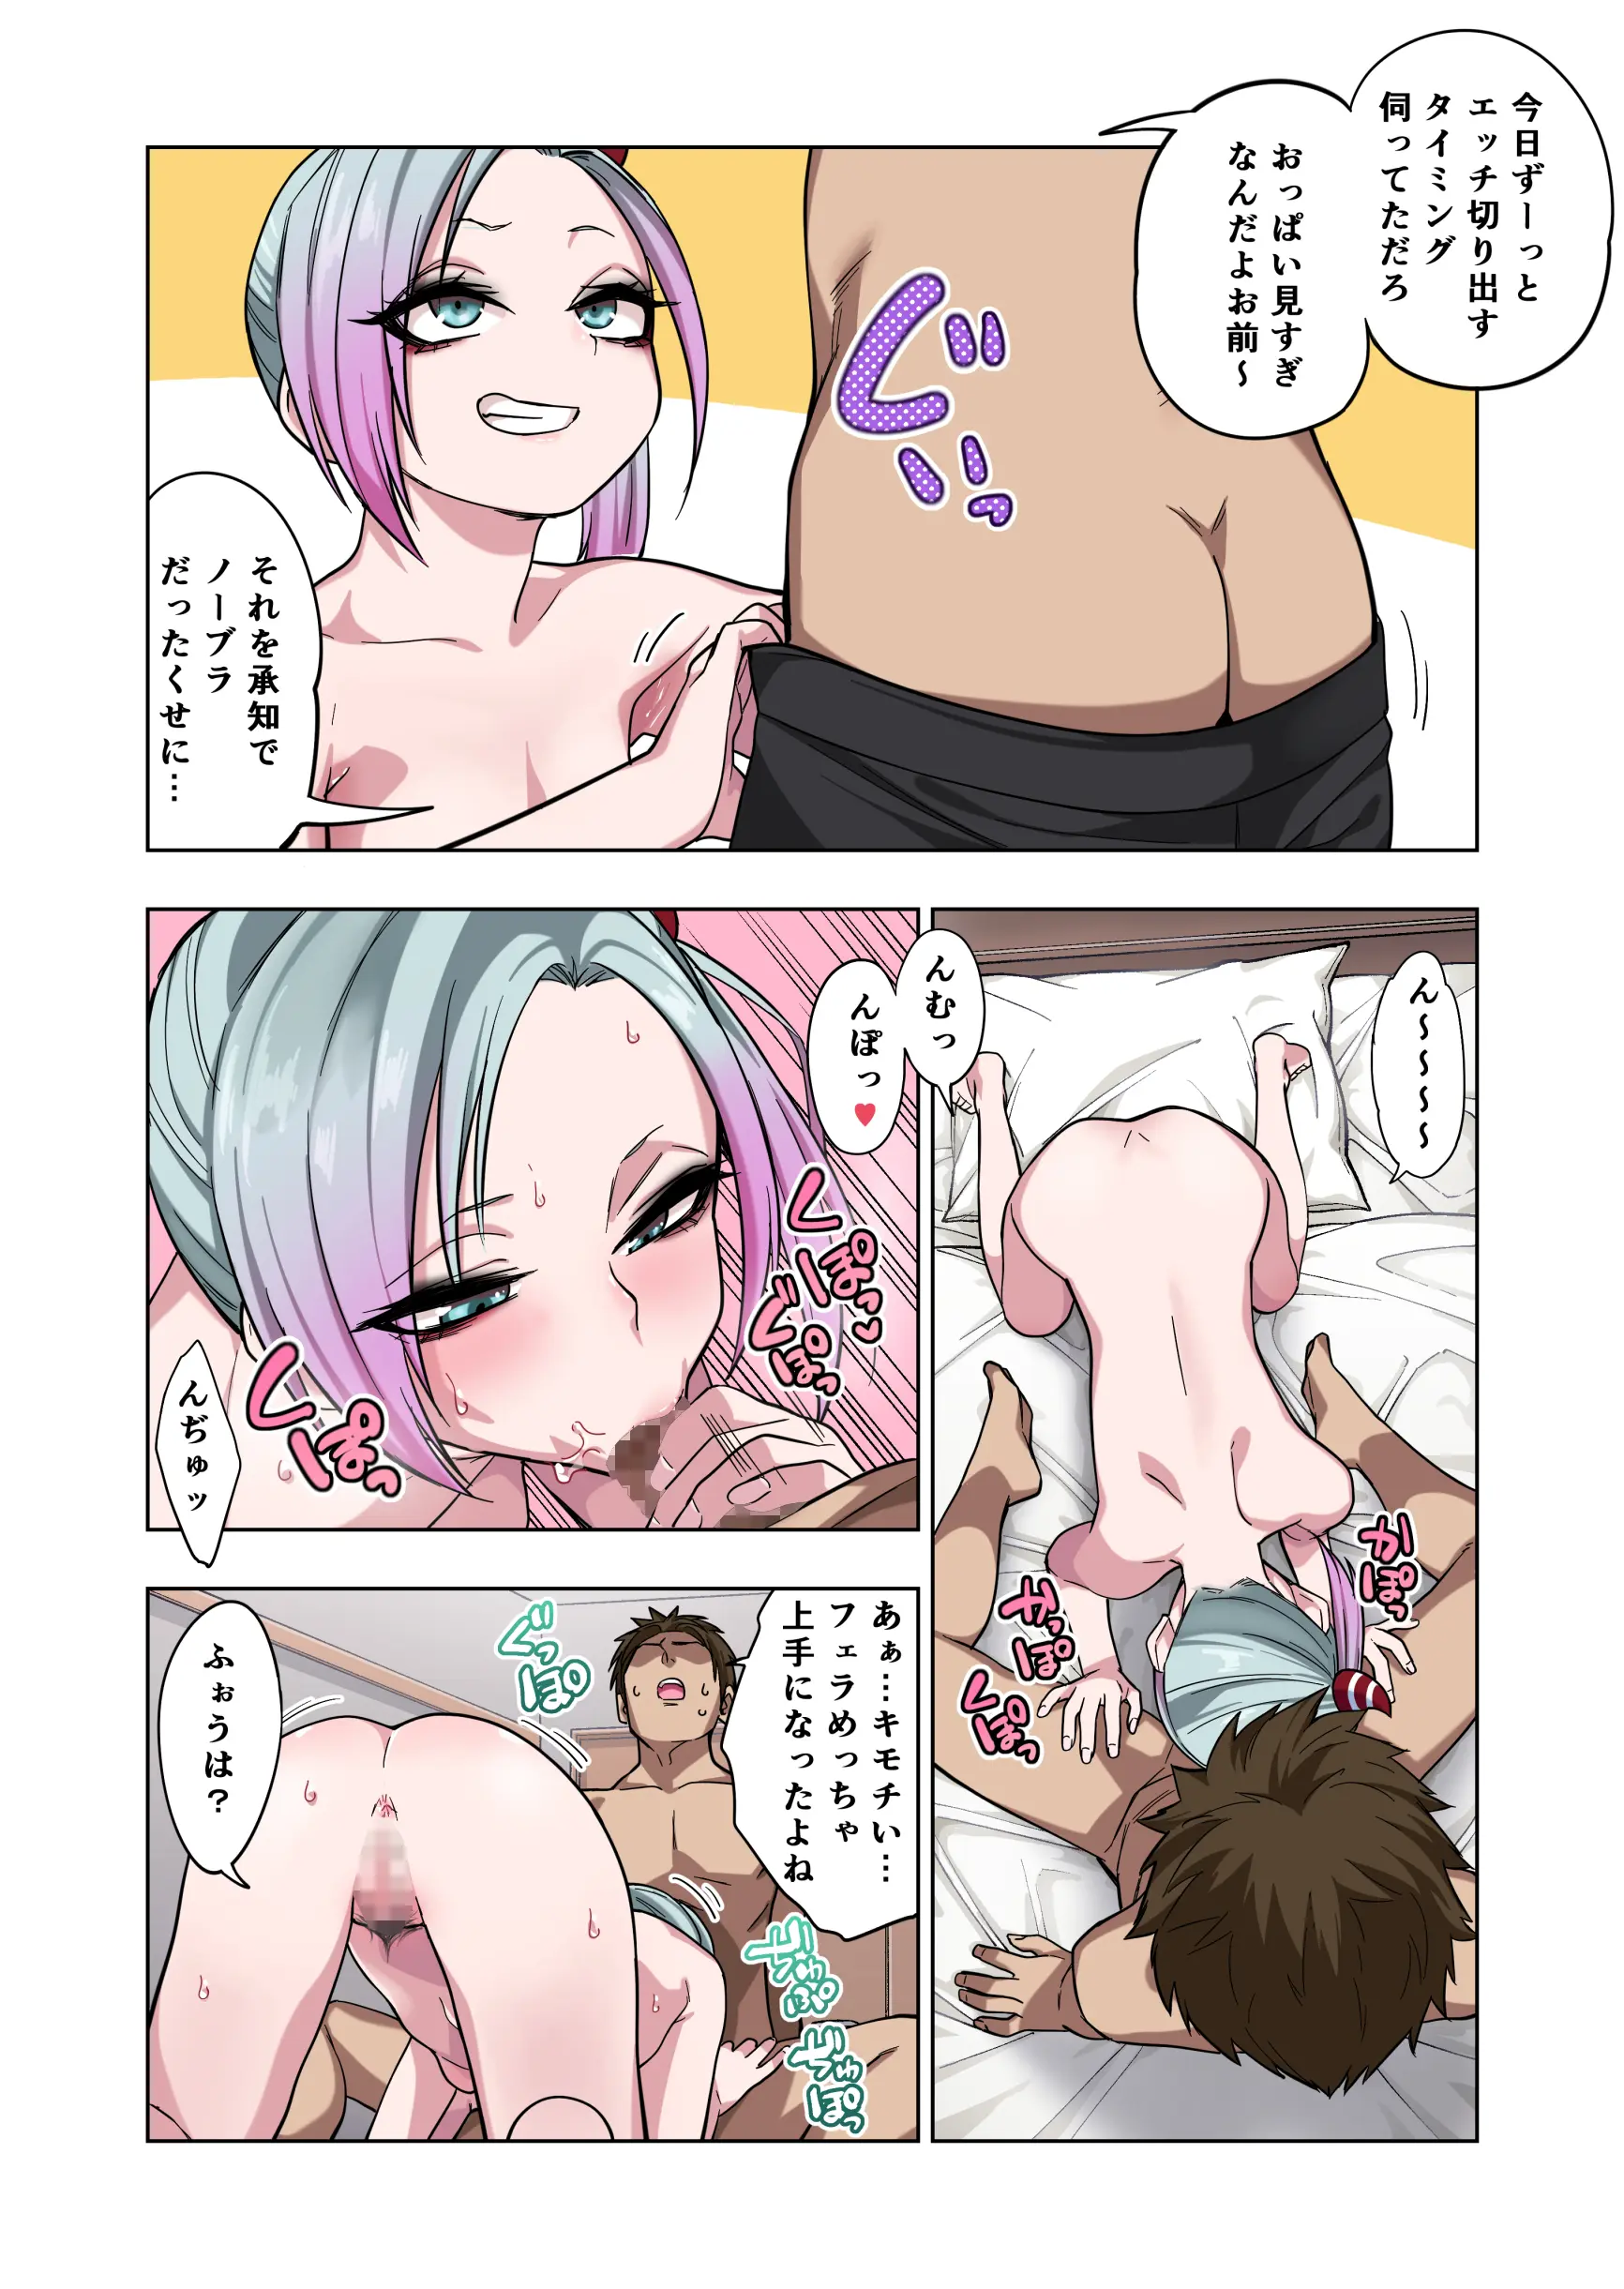 今日ずーっと
エッチ切り出す
タイミング
伺ってただろ
おっぱい見すぎ
なんだよお前～
ぐいっ
それを承知で
ノーブラ
だったくせに…
ん～～～～
かぽっ
くぽっ
んむっ
んぽっ♥
くぽっ
ぐぽっ
くぽっ
んぢゅッ
あぁ…キモチい…
フェラめっちゃ
上手になったよね
ぐっぽ
ふぉうは？
ぢゅぷ
ぢゅぽっ